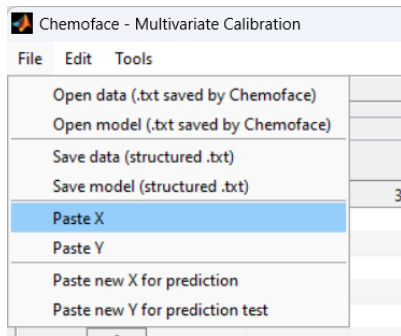 Chemoface - Multivariate Calibration
File Edit Tools
Open data (.txt saved by Chemoface)
Open model (.txt saved by Chemoface)
Save data (structured .txt)
Save model (structured .txt)
3
Paste X
Paste Y
Paste new X for prediction
Paste new Y for prediction test